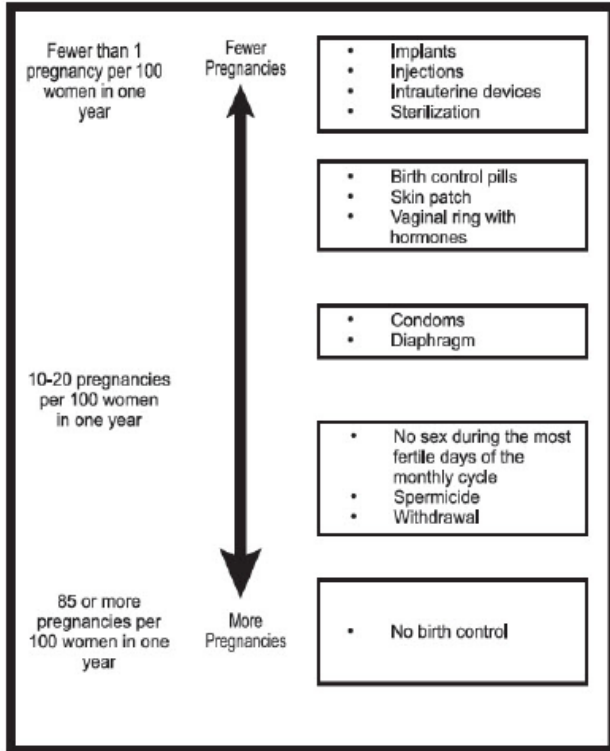 Fewer than 1
pregnancy per 100
women in one
year
Fewer
Pregnancies
• Implants
• Injections
• Intrauterine devices
• Sterilization
• Birth control pills
• Skin patch
• Vaginal ring with
hormones
• Condoms
• Diaphragm
10-20 pregnancies
per 100 women
in one year
• No sex during the most
fertile days of the
monthly cycle
• Spermicide
• Withdrawal
85 or more
pregnancies per
100 women in one
year
More
Pregnancies
• No birth control